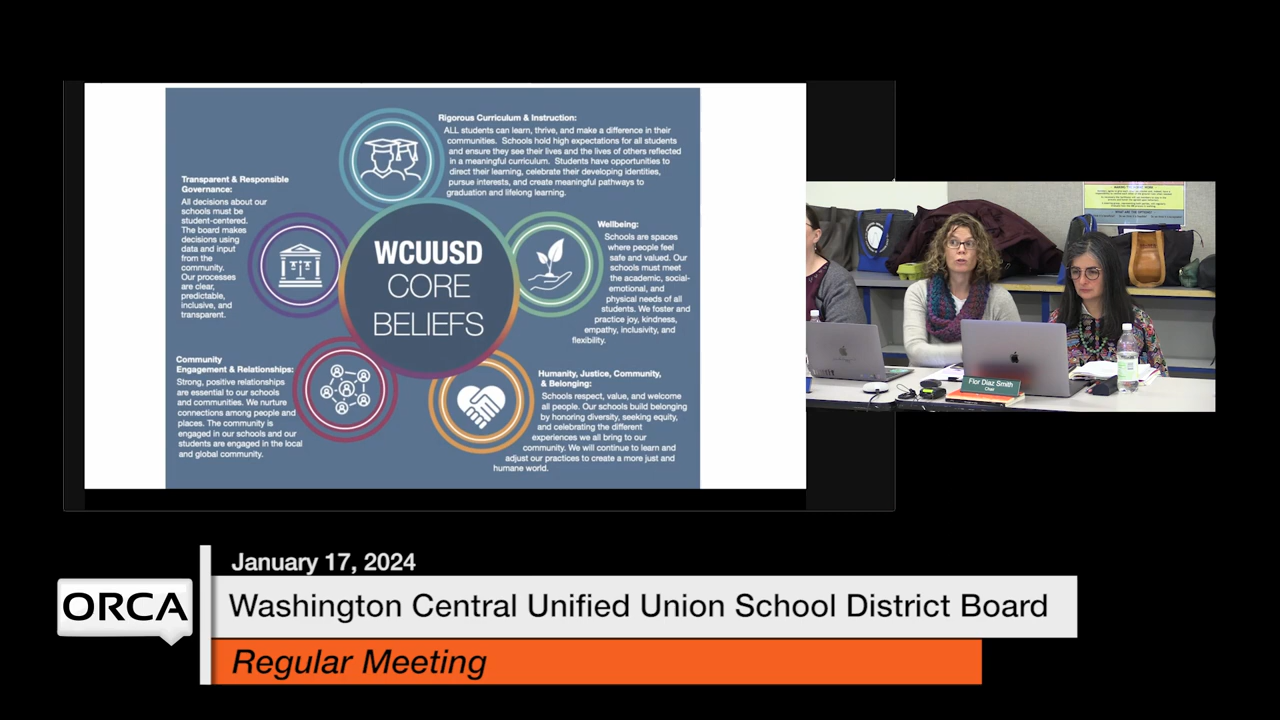 Rigorous Curriculum & Instruction:
ALL students can learn, thrive, and make a difference in their
communities. Schools hold high expectations for all students
and ensure they see their lives and the lives of others reflected
in a meaningful curriculum. Students have opportunities to
direct their learning, celebrate their developing identities,
pursue interests, and create meaningful pathways to
graduation and lifelong learning.
Transparent & Responsible
Governance:
All decisions about our
schools must be
student-centered.
The board makes
decisions using
data and input
from the
community.
Our processes
are clear,
predictable,
inclusive, and
transparent.
WCUUSD
CORE
BELIEFS
Wellbeing:
Schools are spaces
where people feel
safe and valued. Our
schools must meet
the academic, social-
emotional, and
physical needs of all
students. We foster and
practice joy, kindness,
empathy, inclusivity, and
flexibility.
Community
Engagement & Relationships:
Strong, positive relationships
are essential to our schools
and communities. We nurture
connections among people and
places. The community is
engaged in our schools and our
students are engaged in the local
and global community.
Humanity, Justice, Community,
& Belonging:
Schools respect, value, and welcome
all people. Our schools build belonging
by honoring diversity, seeking equity,
and celebrating the different
experiences we all bring to our
community. We will continue to learn and
adjust our practices to create a more just and
humane world.
Flor Diaz Smith
Chair
January 17, 2024
ORCA
Washington Central Unified Union School District Board
Regular Meeting